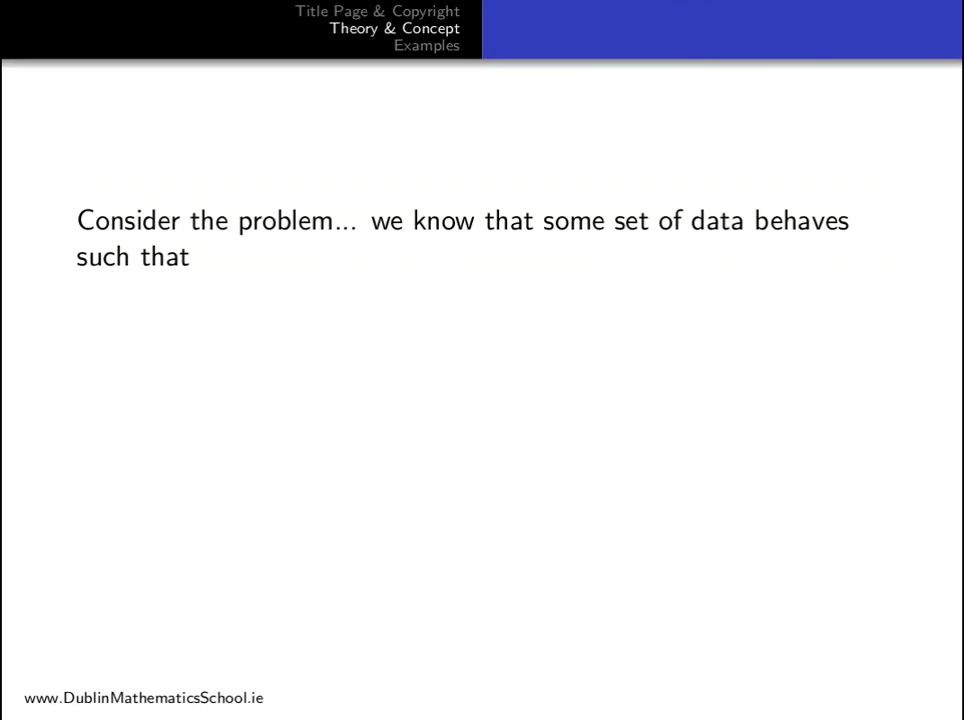 Title Page & Copyright
Theory & Concept
Examples
Consider the problem... we know that some set of data behaves
such that
www.DublinMathematicsSchool.ie